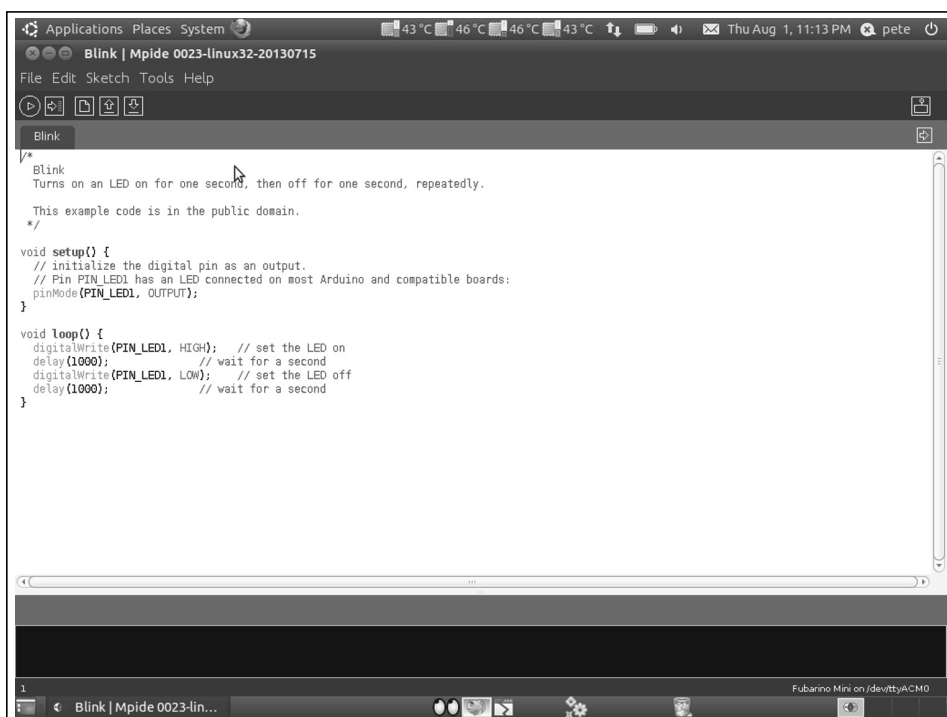 Applications Places System 43°C 46°C 46°C 43°C Thu Aug 1, 11:13 PM pete
Blink | Mpide 0023-linux32-20130715
File Edit Sketch Tools Help
Blink
/*
  Blink
  Turns on an LED on for one second, then off for one second, repeatedly.

  This example code is in the public domain.
 */

void setup() {
  // initialize the digital pin as an output.
  // Pin PIN_LED1 has an LED connected on most Arduino and compatible boards:
  pinMode(PIN_LED1, OUTPUT);
}

void loop() {
  digitalWrite(PIN_LED1, HIGH);   // set the LED on
  delay(1000);              // wait for a second
  digitalWrite(PIN_LED1, LOW);    // set the LED off
  delay(1000);              // wait for a second
}
1 Fubarino Mini on /dev/ttyACM0
Blink | Mpide 0023-lin...